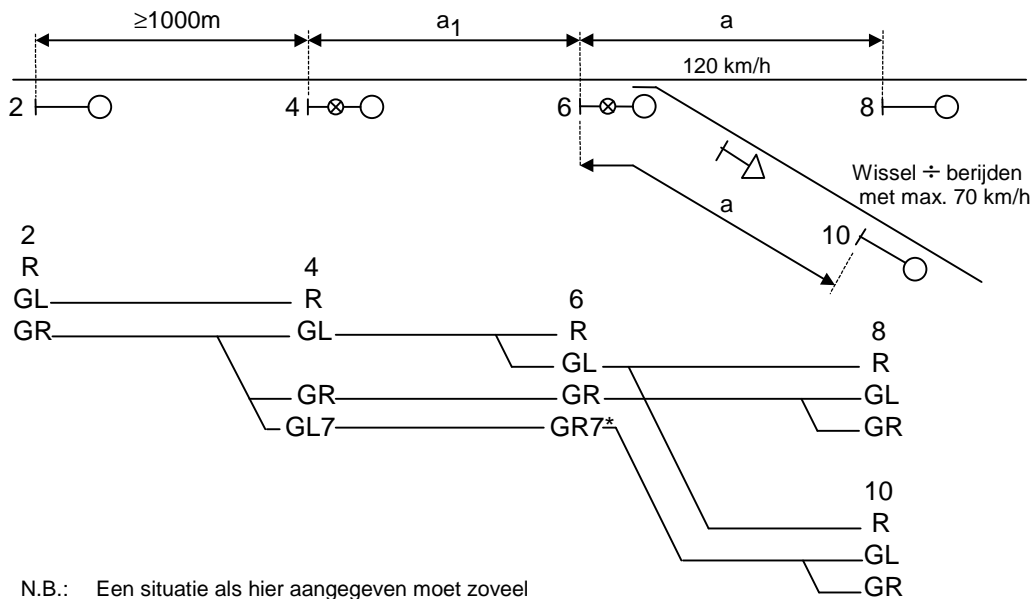 ≥1000m a1 a
120 km/h
2 4 6 8
Wissel ÷ berijden
met max. 70 km/h
a
10
2
R 4
GL R 6
GR GL R 8
GL R
GR GR GL
GL7 GR7* GR
10
R
GL
GR
N.B.: Een situatie als hier aangegeven moet zoveel